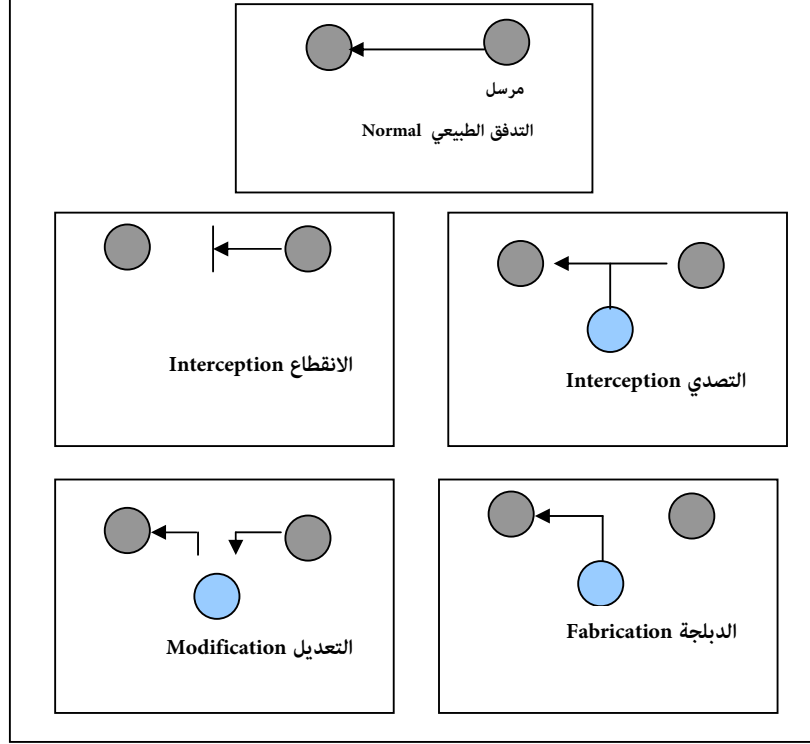 مرسل
التدفق الطبيعي Normal
التصدي Interception
الانقطاع Interception
الدبلجة Fabrication
التعديل Modification